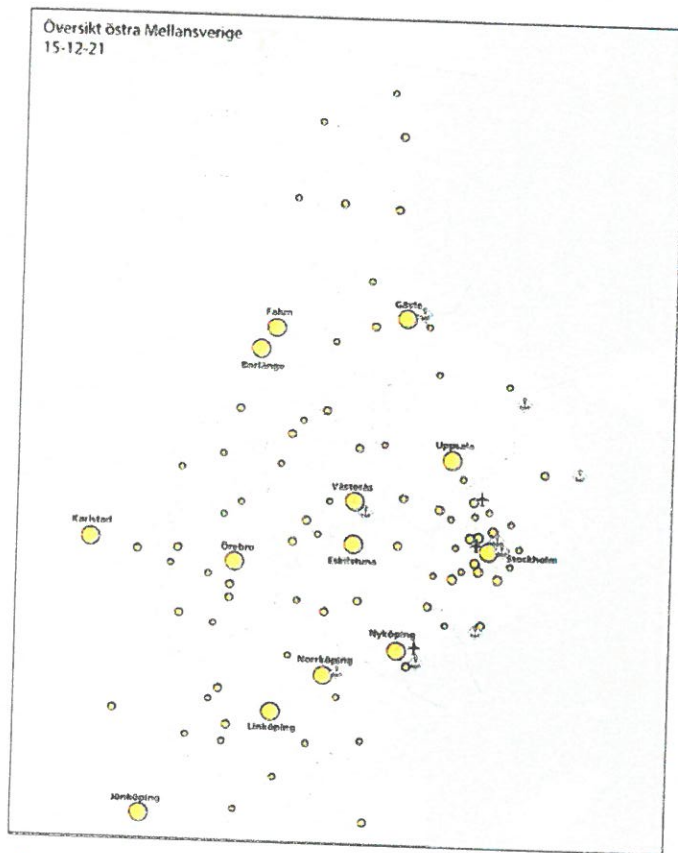 Översikt östra Mellansverige
15-12-21
Falun
Gävle
Borlänge
Uppsala
Västerås
Karlstad
Örebro
Eskilstuna
Stockholm
Nyköping
Norrköping
Linköping
Jönköping